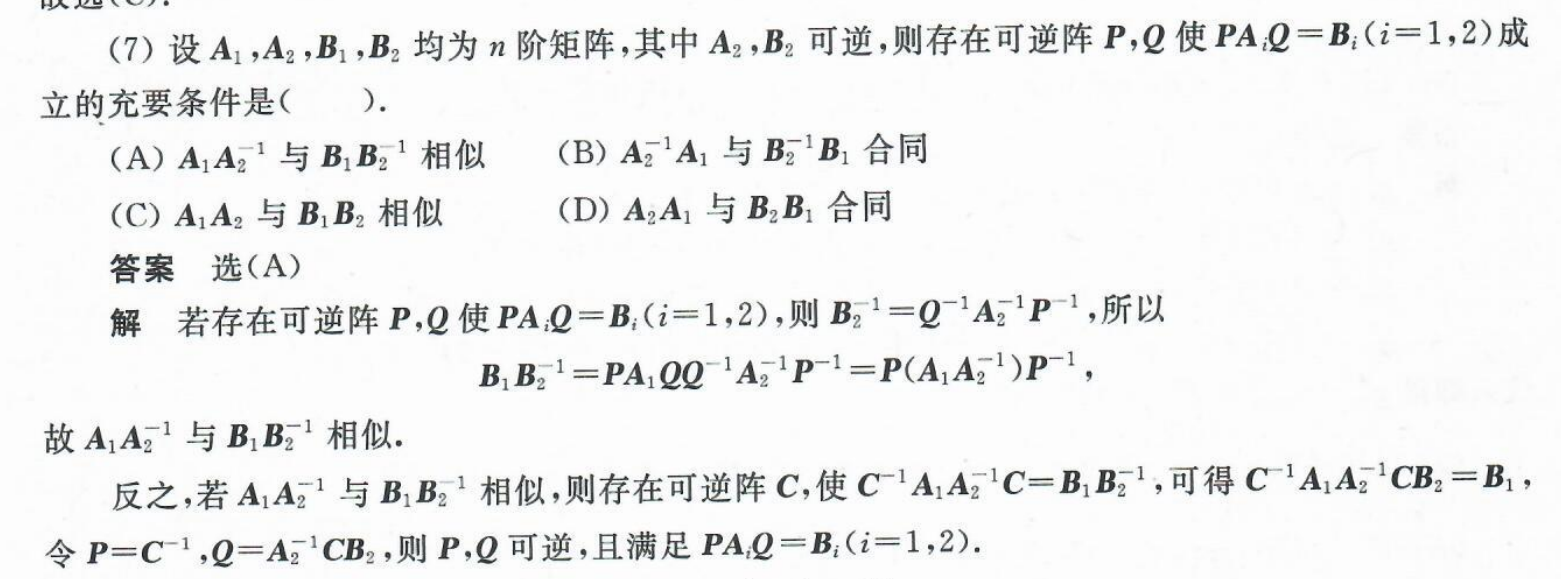 故选(C).
(7) 设 A₁,A₂,B₁,B₂ 均为 n 阶矩阵,其中 A₂,B₂ 可逆,则存在可逆阵 P,Q 使 PAᵢQ=Bᵢ(i=1,2)成
立的充要条件是(  ).
(A) A₁A₂⁻¹ 与 B₁B₂⁻¹ 相似 (B) A₂⁻¹A₁ 与 B₂⁻¹B₁ 合同
(C) A₁A₂ 与 B₁B₂ 相似 (D) A₂A₁ 与 B₂B₁ 合同
答案 选(A)
解 若存在可逆阵 P,Q 使 PAᵢQ=Bᵢ(i=1,2),则 B₂⁻¹=Q⁻¹A₂⁻¹P⁻¹,所以
B₁B₂⁻¹=PA₁QQ⁻¹A₂⁻¹P⁻¹=P(A₁A₂⁻¹)P⁻¹,
故 A₁A₂⁻¹ 与 B₁B₂⁻¹ 相似.
反之,若 A₁A₂⁻¹ 与 B₁B₂⁻¹ 相似,则存在可逆阵 C,使 C⁻¹A₁A₂⁻¹C=B₁B₂⁻¹,可得 C⁻¹A₁A₂⁻¹CB₂=B₁,
令 P=C⁻¹,Q=A₂⁻¹CB₂,则 P,Q 可逆,且满足 PAᵢQ=Bᵢ(i=1,2).